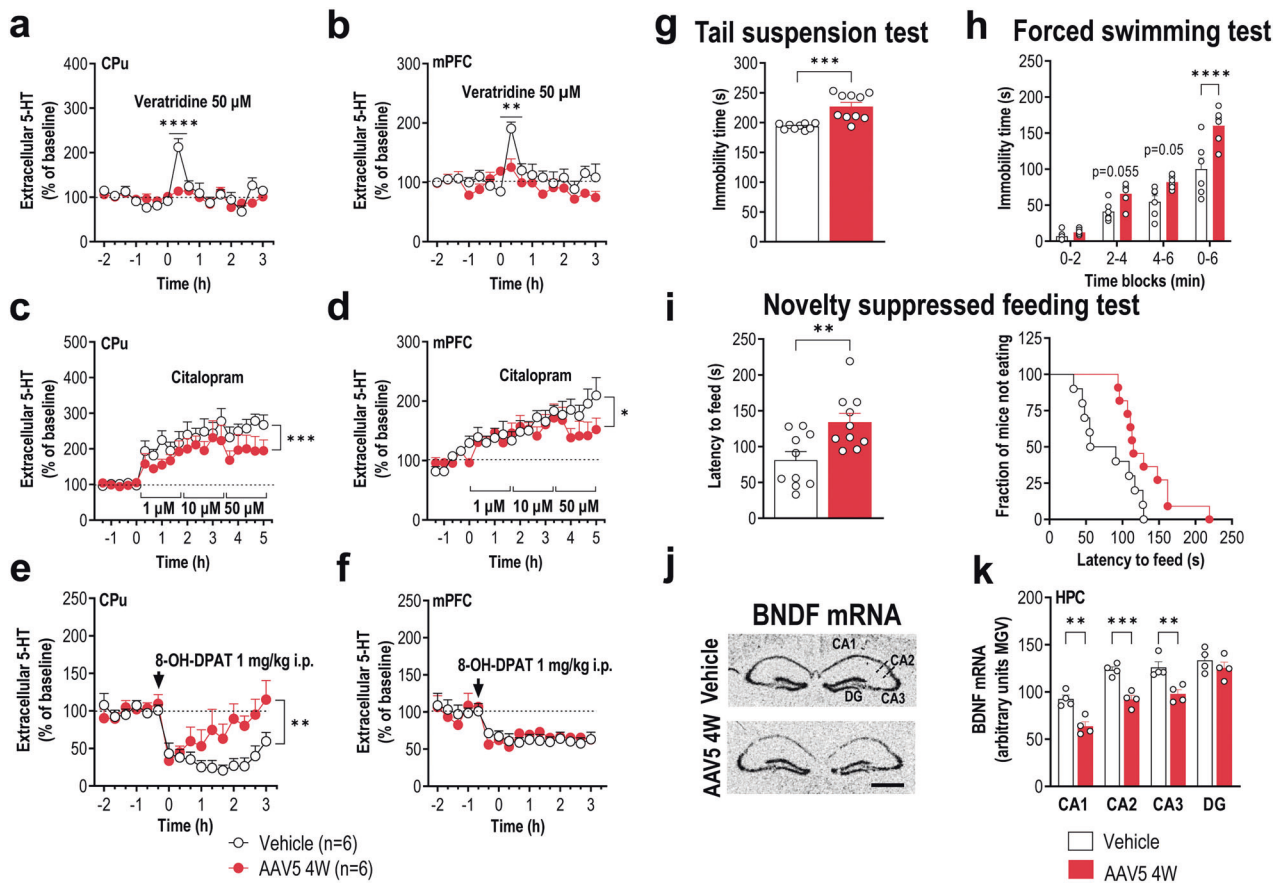 a
CPu
Extracellular 5-HT
(% of baseline)
400
300
200
100
0
Veratridine 50 µM
****
-2 -1 0 1 2 3
Time (h)
b
mPFC
Extracellular 5-HT
(% of baseline)
300
200
100
0
Veratridine 50 µM
**
-2 -1 0 1 2 3
Time (h)
c
CPu
Extracellular 5-HT
(% of baseline)
500
400
300
200
100
0
Citalopram
***
1 µM 10 µM 50 µM
-1 0 1 2 3 4 5
Time (h)
d
mPFC
Extracellular 5-HT
(% of baseline)
300
200
100
0
Citalopram
*
1 µM 10 µM 50 µM
-1 0 1 2 3 4 5
Time (h)
e
CPu
Extracellular 5-HT
(% of baseline)
250
200
150
100
50
0
8-OH-DPAT 1 mg/kg i.p.
**
-2 -1 0 1 2 3
Time (h)
f
mPFC
Extracellular 5-HT
(% of baseline)
250
200
150
100
50
0
8-OH-DPAT 1 mg/kg i.p.
-2 -1 0 1 2 3
Time (h)
Vehicle (n=6)
AAV5 4W (n=6)
g
Tail suspension test
Immobility time (s)
300
250
200
150
100
50
0
***
h
Forced swimming test
Immobility time (s)
250
200
150
100
50
0
p=0.055
p=0.05
****
0-2 2-4 4-6 0-6
Time blocks (min)
i
Novelty suppressed feeding test
Latency to feed (s)
250
200
150
100
50
0
**
Fraction of mice not eating
100
75
50
25
0
0 50 100 150 200 250
Latency to feed (s)
j
BNDF mRNA
Vehicle
CA1
CA2
DG
CA3
AAV5 4W
k
HPC
BDNF mRNA
(arbitrary units MGV)
200
150
100
50
0
** *** **
CA1 CA2 CA3 DG
Vehicle
AAV5 4W